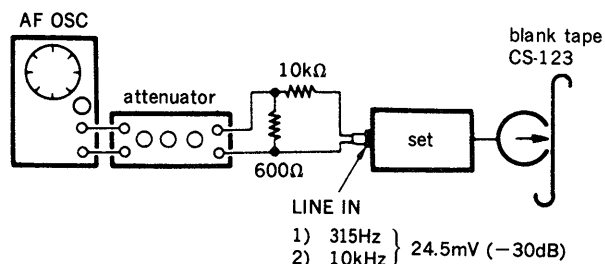 AF OSC
blank tape
CS-123
attenuator
10kΩ
600Ω
set
LINE IN
1) 315Hz
2) 10kHz
24.5mV (−30dB)